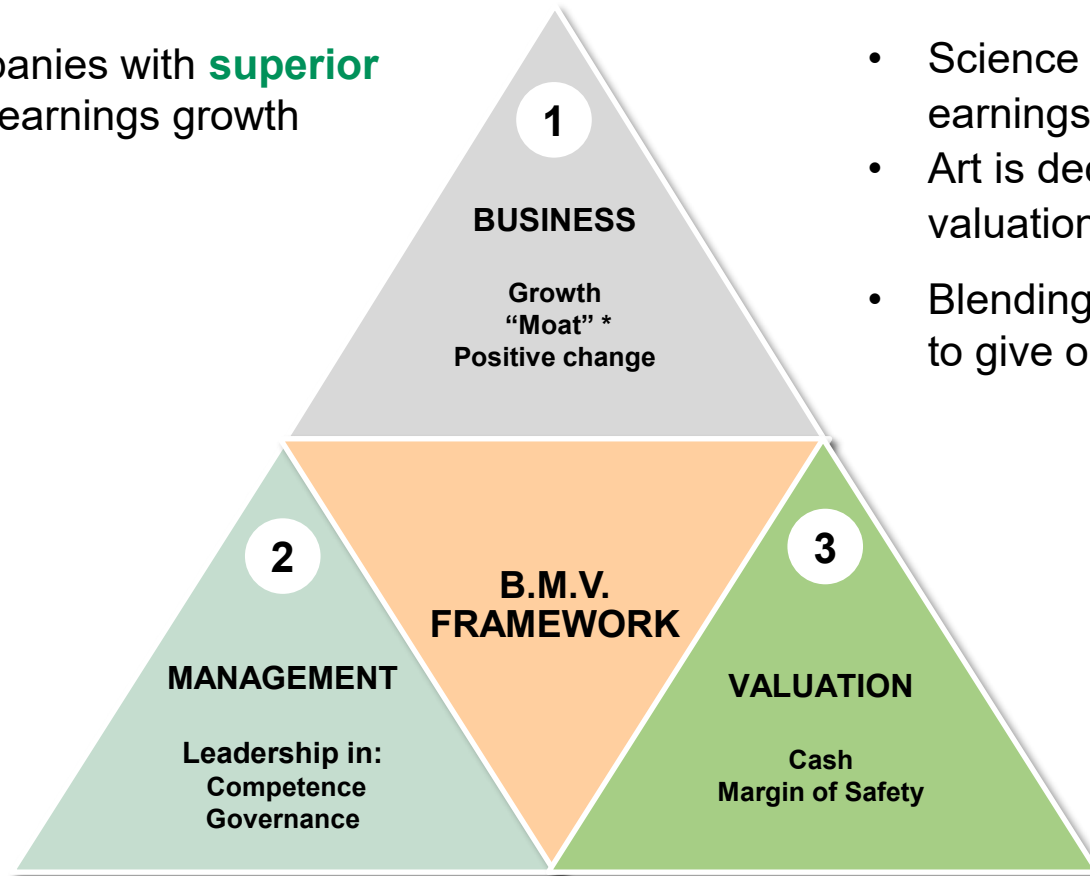 panies with superior
earnings growth
• Science
earnings
• Art is dec
valuation
• Blending
to give o
1
BUSINESS
Growth
“Moat” *
Positive change
2
MANAGEMENT
Leadership in:
Competence
Governance
B.M.V.
FRAMEWORK
3
VALUATION
Cash
Margin of Safety